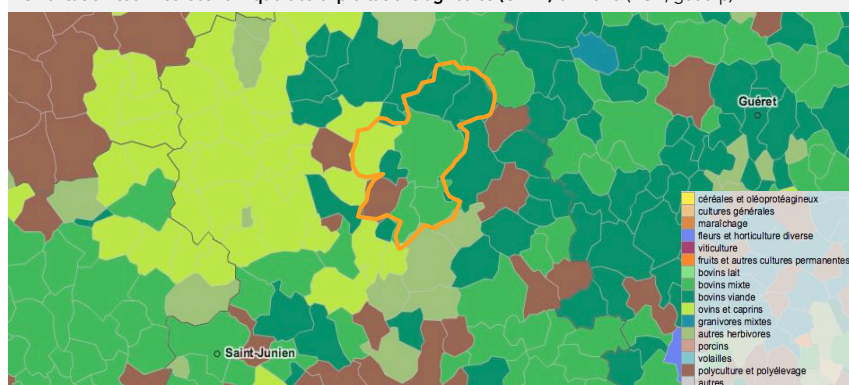 Guéret
Saint-Junien
céréales et oléoprotéagineux
cultures générales
maraîchage
fleurs et horticulture diverse
viticulture
fruits et autres cultures permanentes
bovins lait
bovins mixte
bovins viande
ovins et caprins
granivores mixtes
autres herbivores
porcins
volailles
polyculture et polyélevage
autres